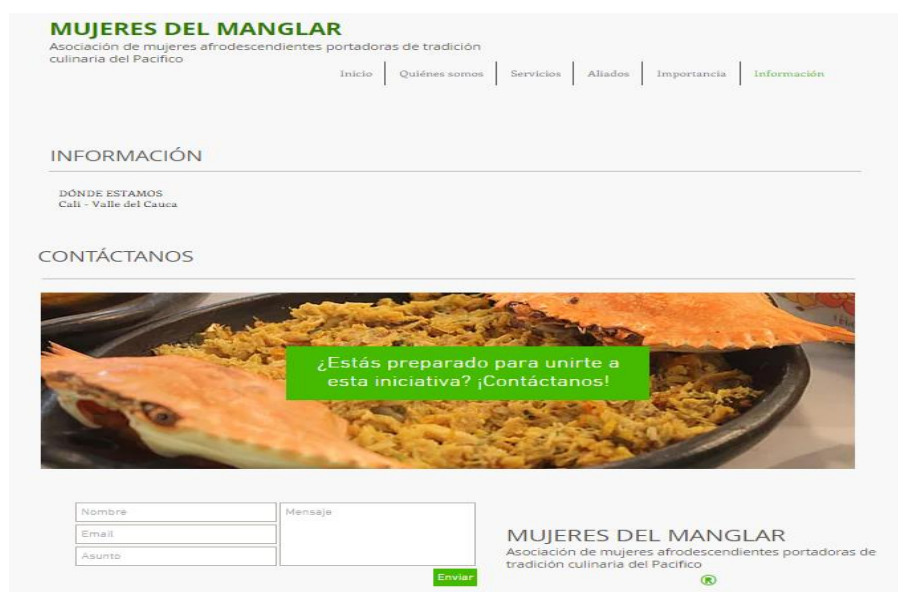 MUJERES DEL MANGLAR
Asociación de mujeres afrodescendientes portadoras de tradición
culinaria del Pacifico
Inicio
Quiénes somos
Servicios
Aliados
Importancia
Información
INFORMACIÓN
DÓNDE ESTAMOS
Cali - Valle del Cauca
CONTÁCTANOS
¿Estás preparado para unirte a
esta iniciativa? ¡Contáctanos!
Nombre
Email
Asunto
Mensaje
Enviar
MUJERES DEL MANGLAR
Asociación de mujeres afrodescendientes portadoras de
tradición culinaria del Pacifico
®